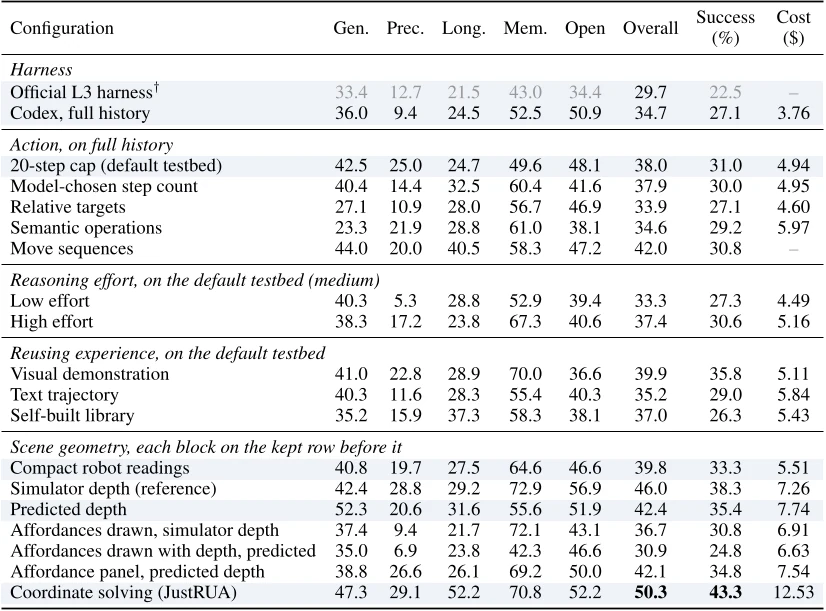 Configuration Gen. Prec. Long. Mem. Open Overall Success (%) Cost ($)
Harness
Official L3 harness† 33.4 12.7 21.5 43.0 34.4 29.7 22.5 –
Codex, full history 36.0 9.4 24.5 52.5 50.9 34.7 27.1 3.76
Action, on full history
20-step cap (default testbed) 42.5 25.0 24.7 49.6 48.1 38.0 31.0 4.94
Model-chosen step count 40.4 14.4 32.5 60.4 41.6 37.9 30.0 4.95
Relative targets 27.1 10.9 28.0 56.7 46.9 33.9 27.1 4.60
Semantic operations 23.3 21.9 28.8 61.0 38.1 34.6 29.2 5.97
Move sequences 44.0 20.0 40.5 58.3 47.2 42.0 30.8 –
Reasoning effort, on the default testbed (medium)
Low effort 40.3 5.3 28.8 52.9 39.4 33.3 27.3 4.49
High effort 38.3 17.2 23.8 67.3 40.6 37.4 30.6 5.16
Reusing experience, on the default testbed
Visual demonstration 41.0 22.8 28.9 70.0 36.6 39.9 35.8 5.11
Text trajectory 40.3 11.6 28.3 55.4 40.3 35.2 29.0 5.84
Self-built library 35.2 15.9 37.3 58.3 38.1 37.0 26.3 5.43
Scene geometry, each block on the kept row before it
Compact robot readings 40.8 19.7 27.5 64.6 46.6 39.8 33.3 5.51
Simulator depth (reference) 42.4 28.8 29.2 72.9 56.9 46.0 38.3 7.26
Predicted depth 52.3 20.6 31.6 55.6 51.9 42.4 35.4 7.74
Affordances drawn, simulator depth 37.4 9.4 21.7 72.1 43.1 36.7 30.8 6.91
Affordances drawn with depth, predicted 35.0 6.9 23.8 42.3 46.6 30.9 24.8 6.63
Affordance panel, predicted depth 38.8 26.6 26.1 69.2 50.0 42.1 34.8 7.54
Coordinate solving (JustRUA) 47.3 29.1 52.2 70.8 52.2 50.3 43.3 12.53